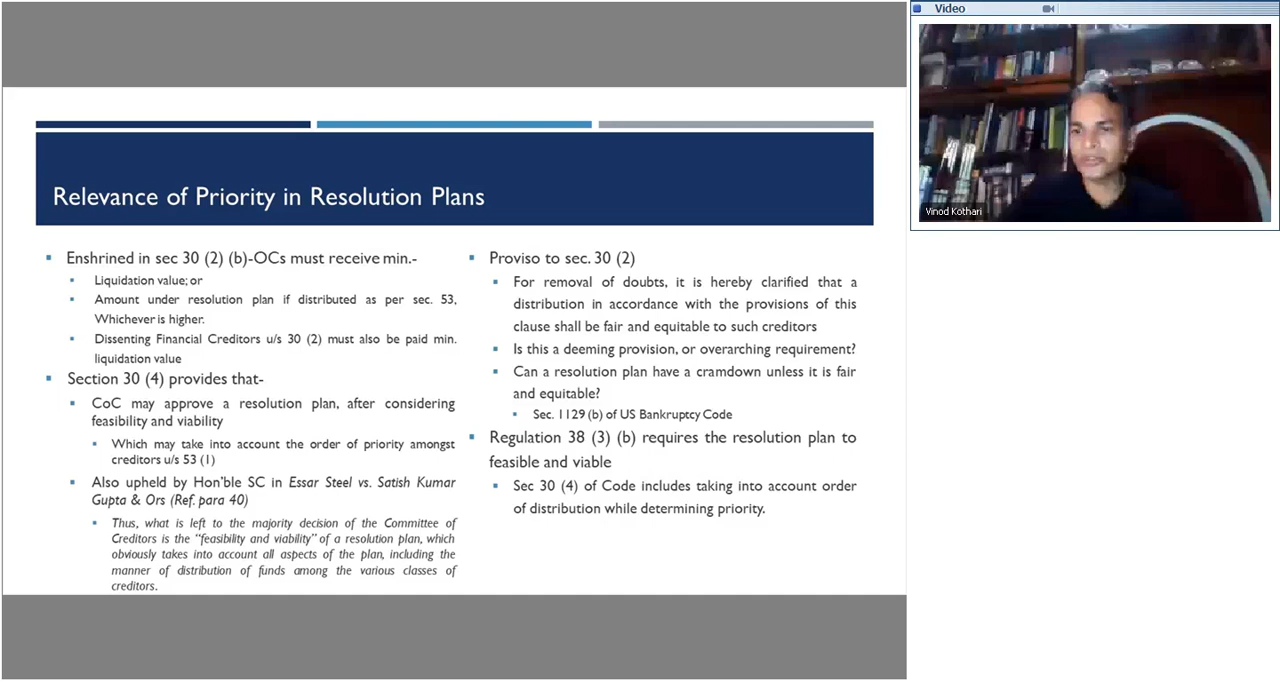 Video
Vinod Kothari
Relevance of Priority in Resolution Plans
Enshrined in sec 30 (2) (b)-OCs must receive min.-
Liquidation value; or
Amount under resolution plan if distributed as per sec. 53,
Whichever is higher.
Dissenting Financial Creditors u/s 30 (2) must also be paid min.
liquidation value
Section 30 (4) provides that-
CoC may approve a resolution plan, after considering
feasibility and viability
Which may take into account the order of priority amongst
creditors u/s 53 (1)
Also upheld by Hon'ble SC in Essar Steel vs. Satish Kumar
Gupta & Ors (Ref. para 40)
Thus, what is left to the majority decision of the Committee of
Creditors is the “feasibility and viability” of a resolution plan, which
obviously takes into account all aspects of the plan, including the
manner of distribution of funds among the various classes of
creditors.
Proviso to sec. 30 (2)
For removal of doubts, it is hereby clarified that a
distribution in accordance with the provisions of this
clause shall be fair and equitable to such creditors
Is this a deeming provision, or overarching requirement?
Can a resolution plan have a cramdown unless it is fair
and equitable?
Sec. 1129 (b) of US Bankruptcy Code
Regulation 38 (3) (b) requires the resolution plan to
feasible and viable
Sec 30 (4) of Code includes taking into account order
of distribution while determining priority.